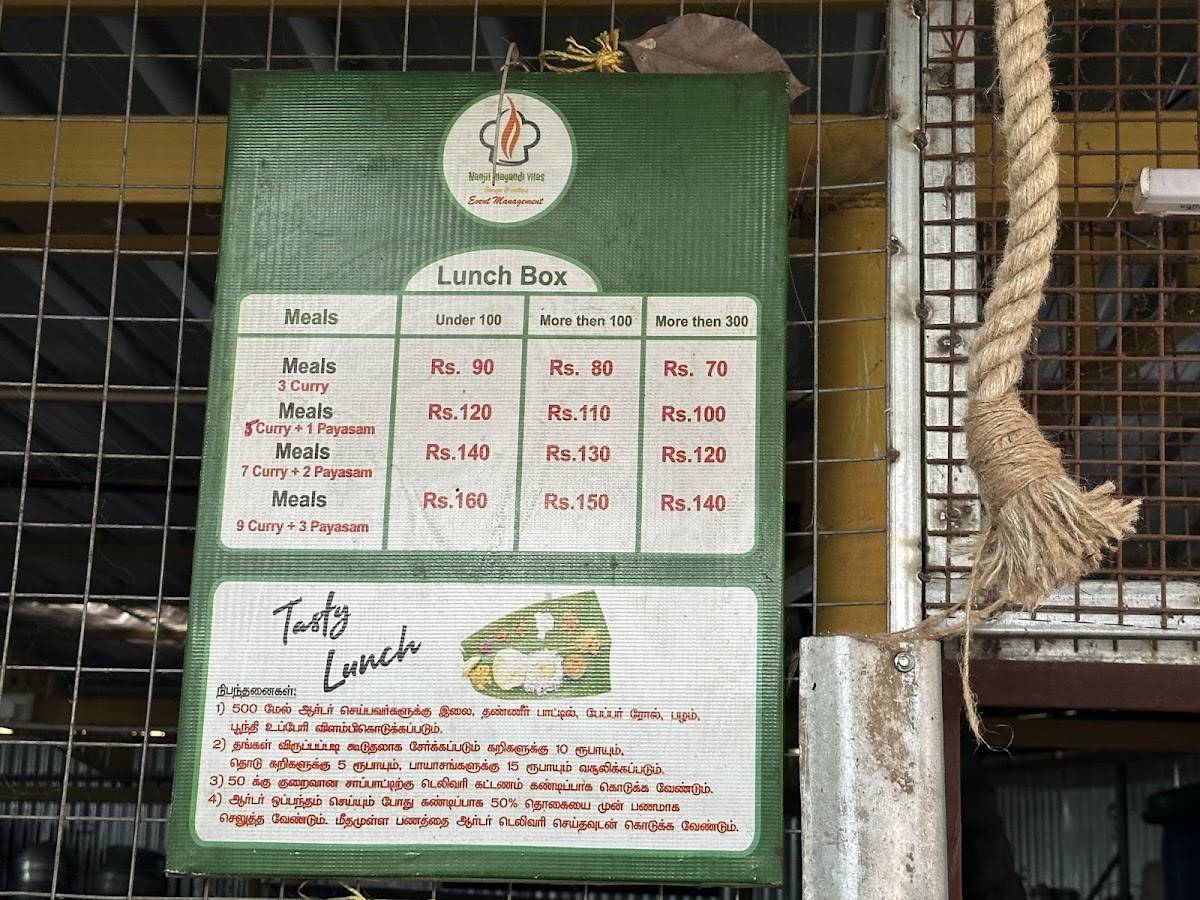 Nanjil mayandi vilas
Event Management
Lunch Box
Meals Under 100 More then 100 More then 300
Meals Rs. 90 Rs. 80 Rs. 70
3 Curry
Meals Rs.120 Rs.110 Rs.100
5 Curry + 1 Payasam
Meals Rs.140 Rs.130 Rs.120
7 Curry + 2 Payasam
Meals Rs.160 Rs.150 Rs.140
9 Curry + 3 Payasam
Tasty
Lunch
நிபந்தனைகள்:
1) 500 மேல் ஆர்டர் செய்பவர்களுக்கு இலை, தண்ணீர் பாட்டில், பேப்பர் ரோல், பழம்,
பூந்தி உப்பேரி விளம்பிகொடுக்கப்படும்.
2) தங்கள் விருப்பப்படி கூடுதலாக சேர்க்கப்படும் கறிகளுக்கு 10 ரூபாயும்,
தொடு கறிகளுக்கு 5 ரூபாயும், பாயாசங்களுக்கு 15 ரூபாயும் வசூலிக்கப்படும்.
3) 50 க்கு குறைவான சாப்பாட்டிற்கு டெலிவரி கட்டணம் கண்டிப்பாக கொடுக்க வேண்டும்.
4) ஆர்டர் ஒப்பந்தம் செய்யும் போது கண்டிப்பாக 50% தொகையை முன் பணமாக
செலுத்த வேண்டும். மீதமுள்ள பணத்தை ஆர்டர் டெலிவரி செய்தவுடன் கொடுக்க வேண்டும்.